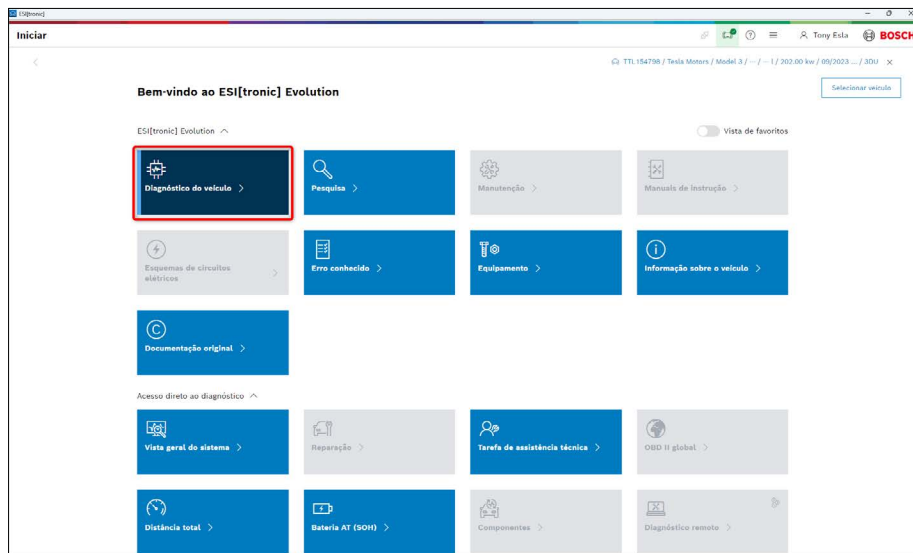 ESI[tronic]
Iniciar
Tony Esla
BOSCH
TTL154798 / Tesla Motors / Model 3 / -- / -- l / 202.00 kw / 09/2023 ... / 3DU
Bem-vindo ao ESI[tronic] Evolution
Selecionar veículo
ESI[tronic] Evolution
Vista de favoritos
Diagnóstico do veículo
Pesquisa
Manutenção
Manuais de instrução
Esquemas de circuitos
elétricos
Erro conhecido
Equipamento
Informação sobre o veículo
Documentação original
Acesso direto ao diagnóstico
Vista geral do sistema
Reparação
Tarefa de assistência técnica
OBD II global
Distância total
Bateria AT (SOH)
Componentes
Diagnóstico remoto